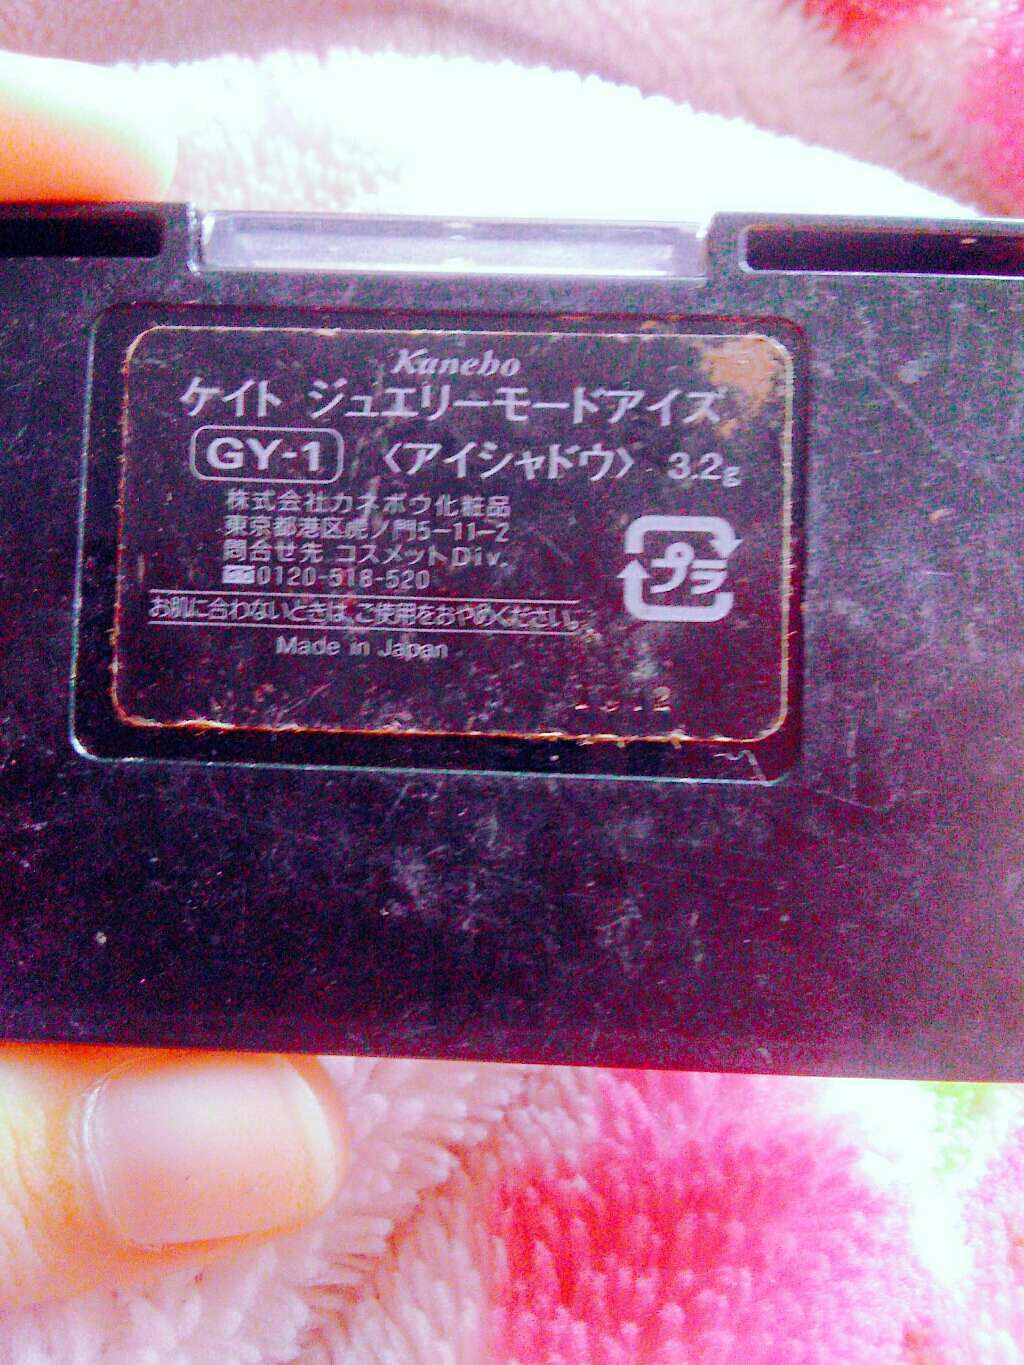 Kanebo
ケイト ジュエリーモードアイズ
GY-1 〈アイシャドウ〉 3.2g
株式会社カネボウ化粧品
東京都港区虎ノ門5-11-2
問合せ先 コスメットDiv.
0120-518-520
プラ
お肌に合わないときは、ご使用をおやめください。
Made in Japan